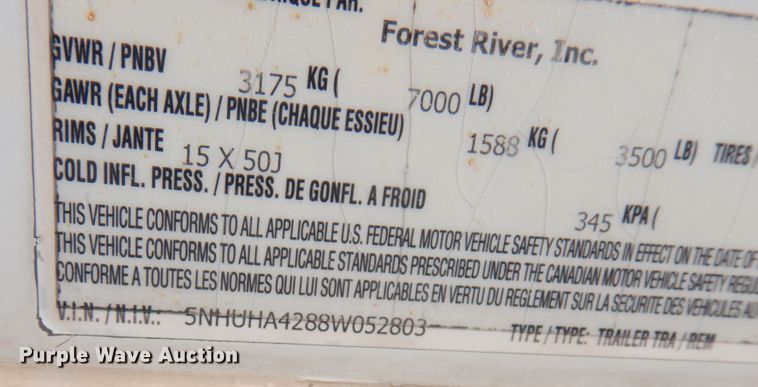 Forest River, Inc.
GVWR / PNBV 3175 KG ( 7000 LB)
GAWR (EACH AXLE) / PNBE (CHAQUE ESSIEU) 1588 KG ( 3500 LB) TIRES/
RIMS / JANTE 15 X 50J
COLD INFL. PRESS. / PRESS. DE GONFL. A FROID 345 KPA (
THIS VEHICLE CONFORMS TO ALL APPLICABLE U.S. FEDERAL MOTOR VEHICLE SAFETY STANDARDS IN EFFECT ON THE DATE OF
THIS VEHICLE CONFORMS TO ALL APPLICABLE STANDARDS PRESCRIBED UNDER THE CANADIAN MOTOR VEHICLE SAFETY
CONFORME A TOUTES LES NORMES QUI LUI SONT APPLICABLES EN VERTU DU REGLEMENT SUR LA SECURITE DES VEHICULES
V.I.N. / N.I.V.: 5NHUHA4288W052803 TYPE / TYPE: TRAILER TRA / REM
Purple Wave Auction